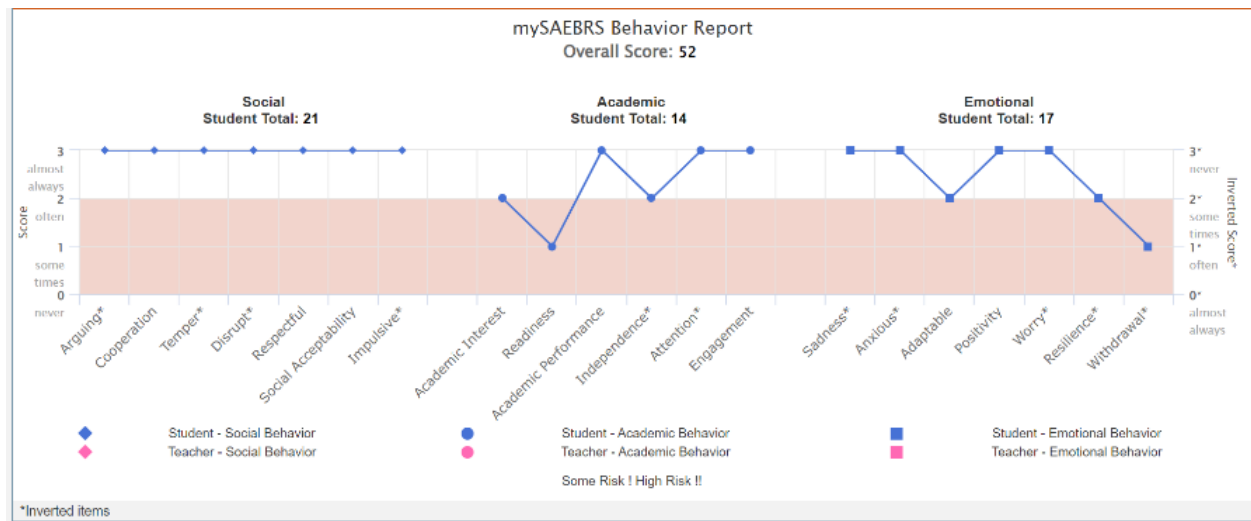 mySAEBRS Behavior Report
Overall Score: 52
Social
Student Total: 21
Academic
Student Total: 14
Emotional
Student Total: 17
Score
3
almost
always
2
often
1
some
times
0
never
3*
never
2*
some
times
1*
often
0*
almost
always
Inverted Score*
Arguing*
Cooperation
Temper*
Disrupt*
Respectful
Social Acceptability
Impulsive*
Academic Interest
Readiness
Academic Performance
Independence*
Attention*
Engagement
Sadness*
Anxious*
Adaptable
Positivity
Worry*
Resilience*
Withdrawal*
Student - Social Behavior
Teacher - Social Behavior
Student - Academic Behavior
Teacher - Academic Behavior
Student - Emotional Behavior
Teacher - Emotional Behavior
Some Risk ! High Risk !!
*Inverted items